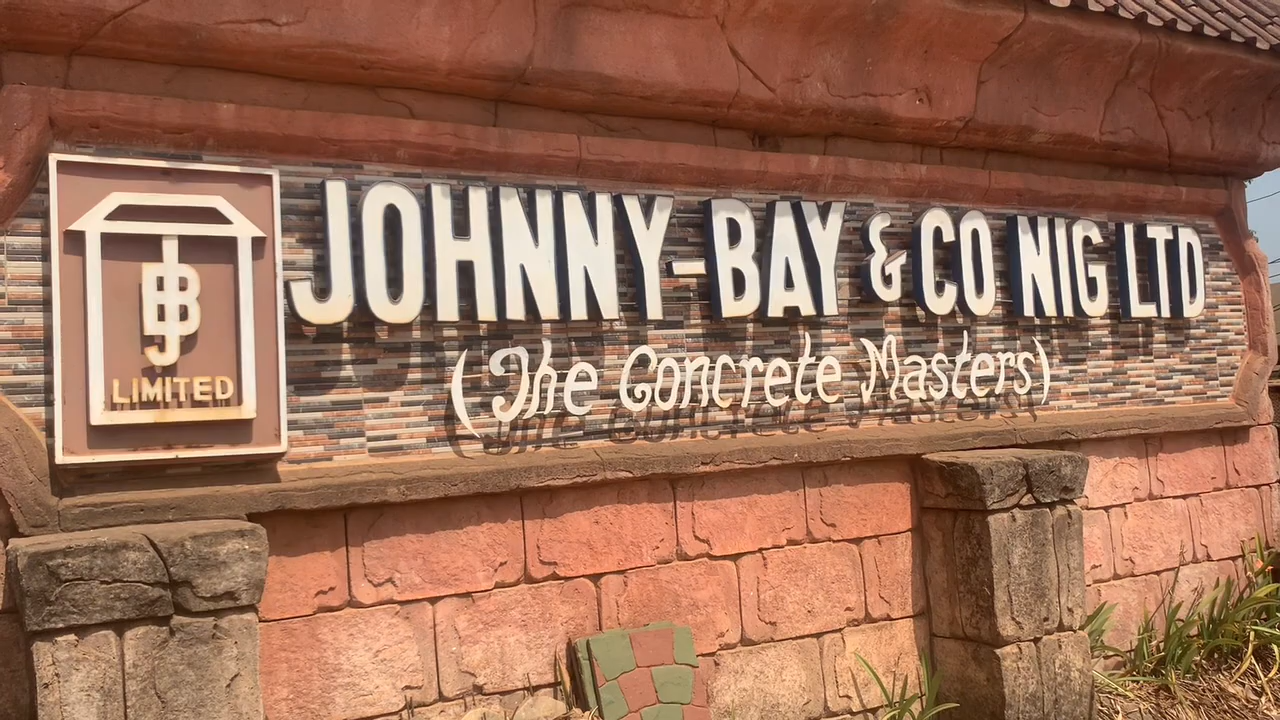 JB
LIMITED
JOHNNY-BAY & CO NIG LTD
(The Concrete Masters)